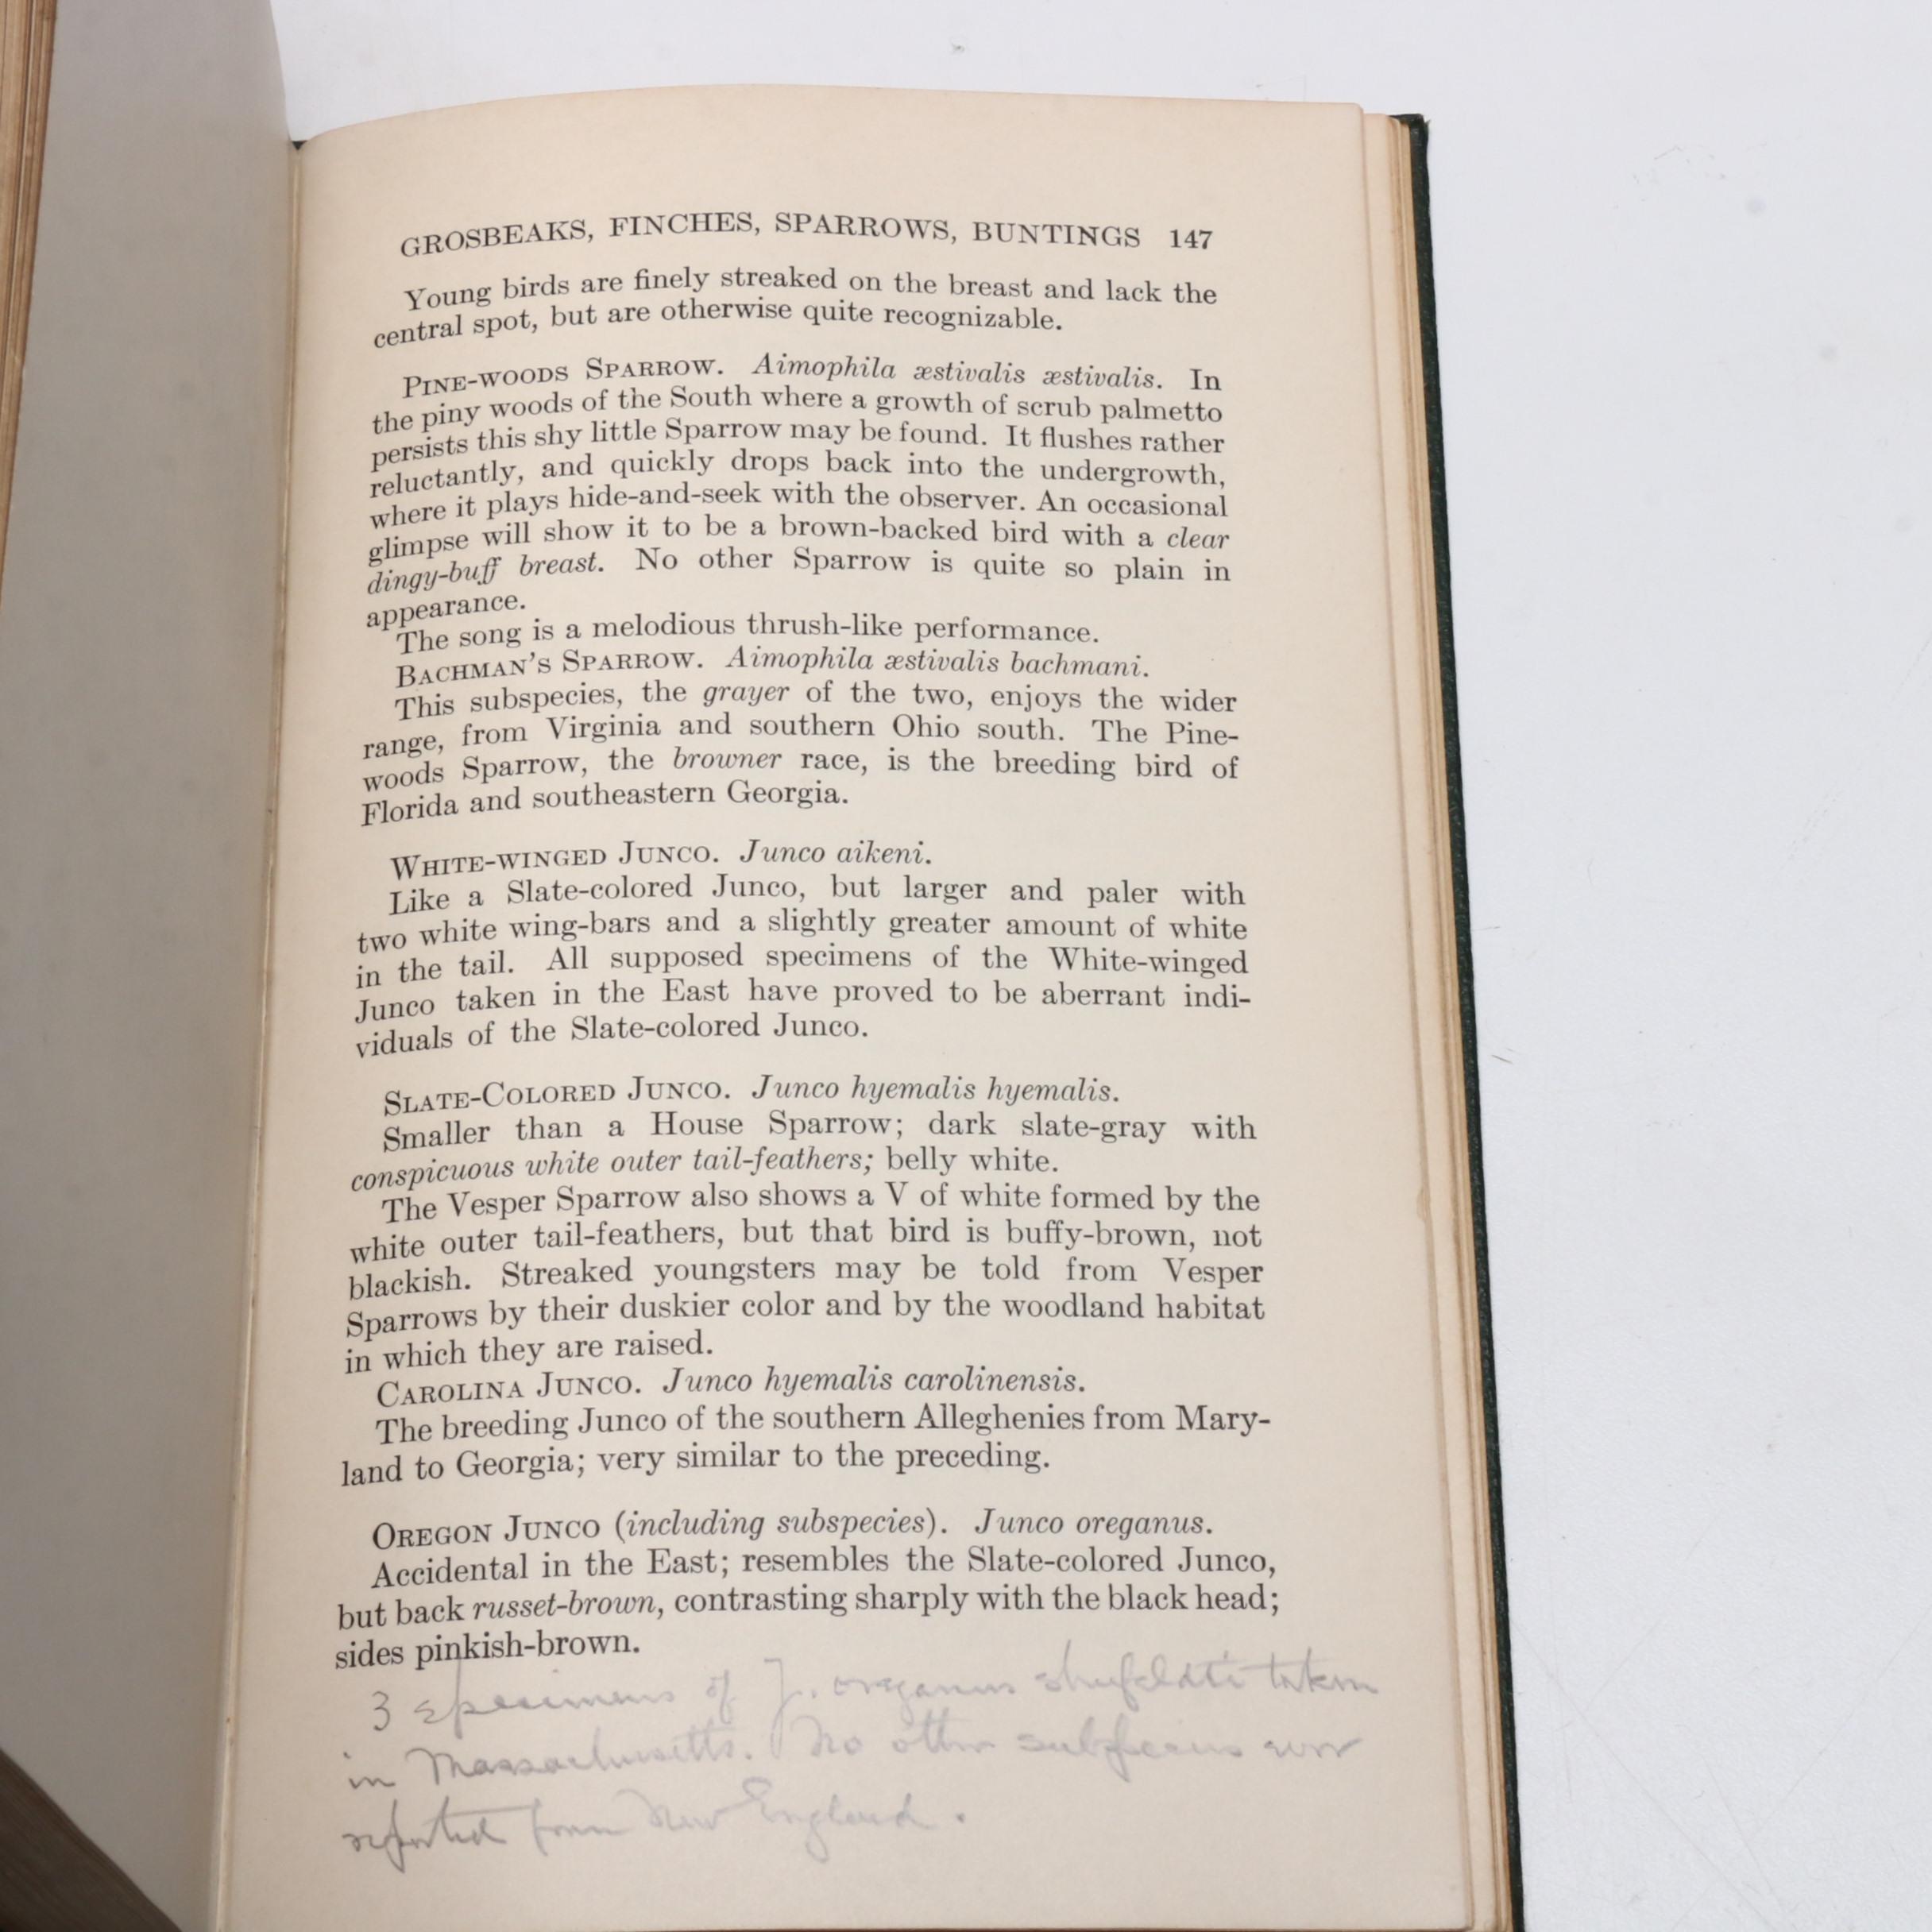 GROSBEAKS, FINCHES, SPARROWS, BUNTINGS 147
Young birds are finely streaked on the breast and lack the
central spot, but are otherwise quite recognizable.
PINE-WOODS SPARROW. Aimophila æstivalis æstivalis. In
the piny woods of the South where a growth of scrub palmetto
persists this shy little Sparrow may be found. It flushes rather
reluctantly, and quickly drops back into the undergrowth,
where it plays hide-and-seek with the observer. An occasional
glimpse will show it to be a brown-backed bird with a clear
dingy-buff breast. No other Sparrow is quite so plain in
appearance.
The song is a melodious thrush-like performance.
BACHMAN'S SPARROW. Aimophila æstivalis bachmani.
This subspecies, the grayer of the two, enjoys the wider
range, from Virginia and southern Ohio south. The Pine-
woods Sparrow, the browner race, is the breeding bird of
Florida and southeastern Georgia.
WHITE-WINGED JUNCO. Junco aikeni.
Like a Slate-colored Junco, but larger and paler with
two white wing-bars and a slightly greater amount of white
in the tail. All supposed specimens of the White-winged
Junco taken in the East have proved to be aberrant indi-
viduals of the Slate-colored Junco.
SLATE-COLORED JUNCO. Junco hyemalis hyemalis.
Smaller than a House Sparrow; dark slate-gray with
conspicuous white outer tail-feathers; belly white.
The Vesper Sparrow also shows a V of white formed by the
white outer tail-feathers, but that bird is buffy-brown, not
blackish. Streaked youngsters may be told from Vesper
Sparrows by their duskier color and by the woodland habitat
in which they are raised.
CAROLINA JUNCO. Junco hyemalis carolinensis.
The breeding Junco of the southern Alleghenies from Mary-
land to Georgia; very similar to the preceding.
OREGON JUNCO (including subspecies). Junco oreganus.
Accidental in the East; resembles the Slate-colored Junco,
but back russet-brown, contrasting sharply with the black head;
sides pinkish-brown.
3 specimens of J. oreganus shufeldti taken
in Massachusetts. No other subspecies ever
reported from New England.